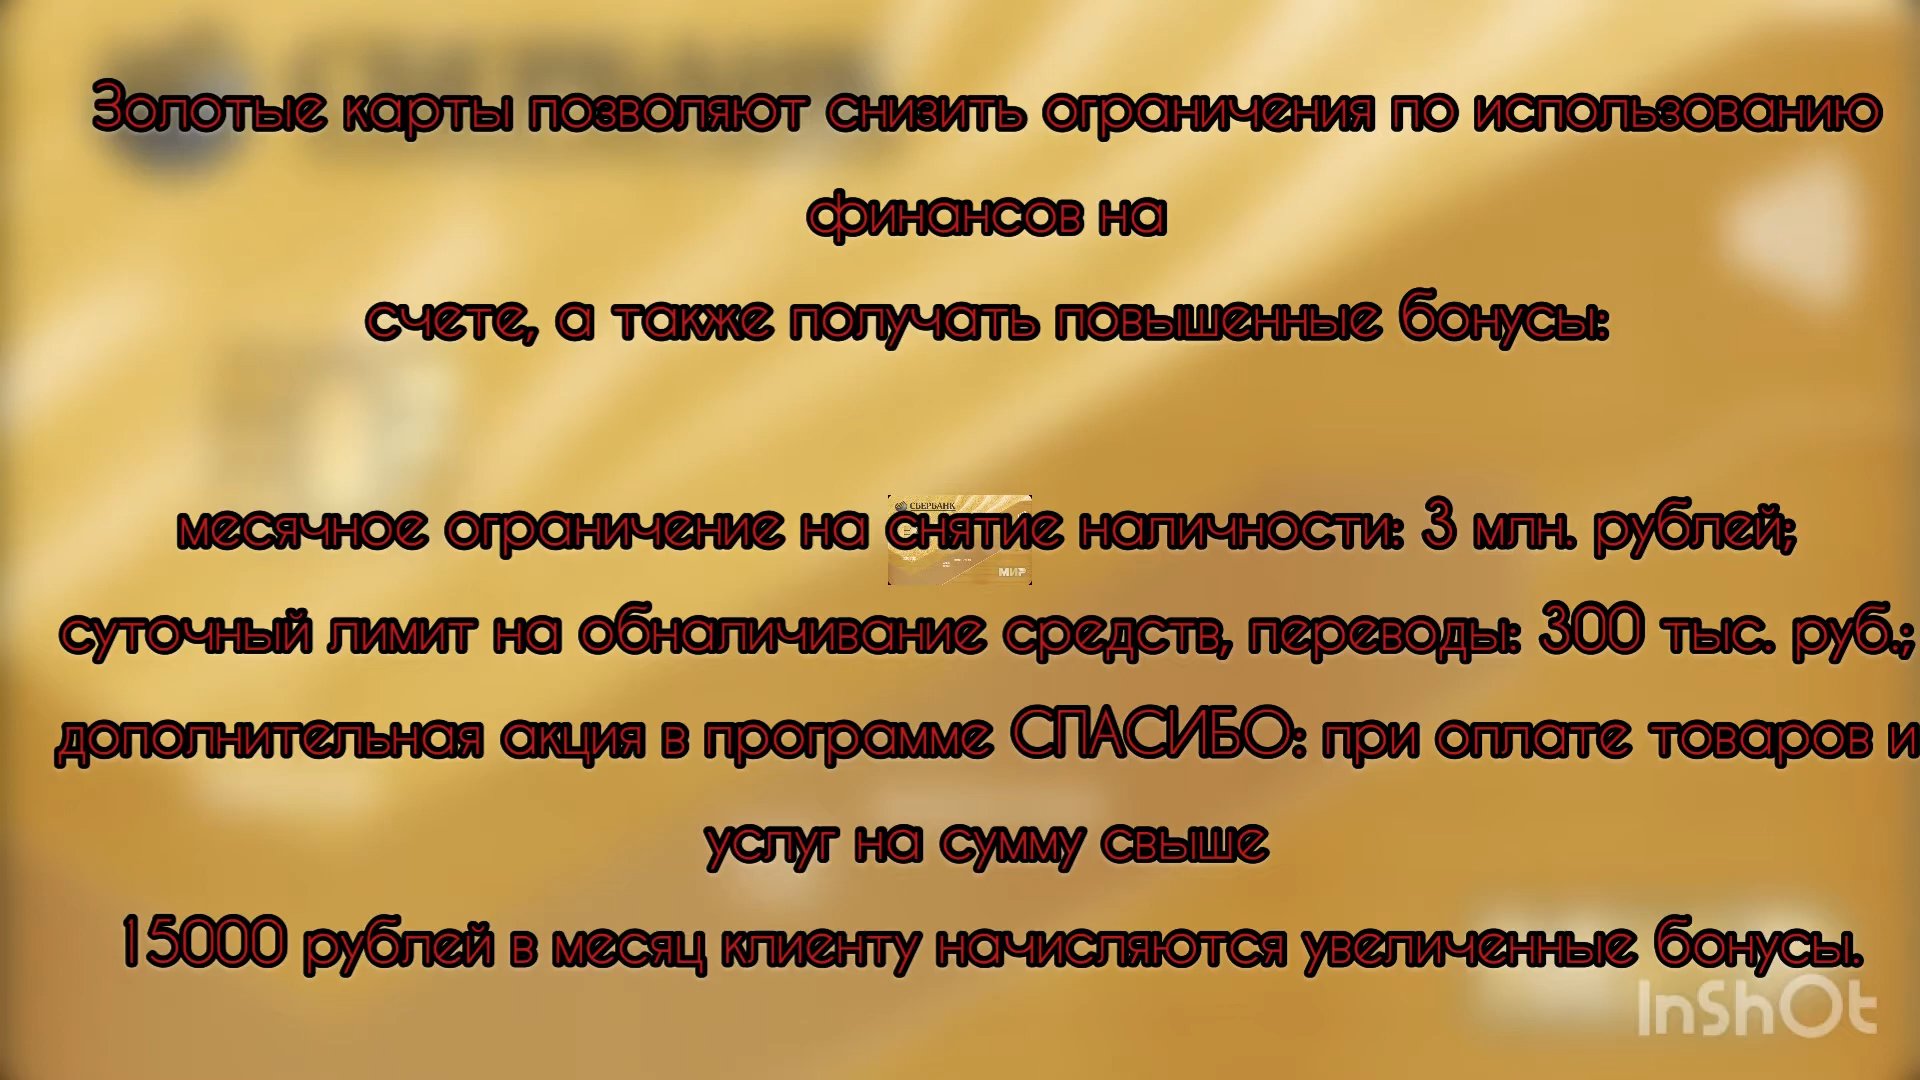 Золотые карты позволяют снизить ограничения по использованию
финансов на
счете, а также получать повышенные бонусы:
СБЕРБАНК
месячное ограничение на снятие наличности: 3 млн. рублей;
МИР
суточный лимит на обналичивание средств, переводы: 300 тыс. руб.;
дополнительная акция в программе СПАСИБО: при оплате товаров и
услуг на сумму свыше
15000 рублей в месяц клиенту начисляются увеличенные бонусы.
InShOt